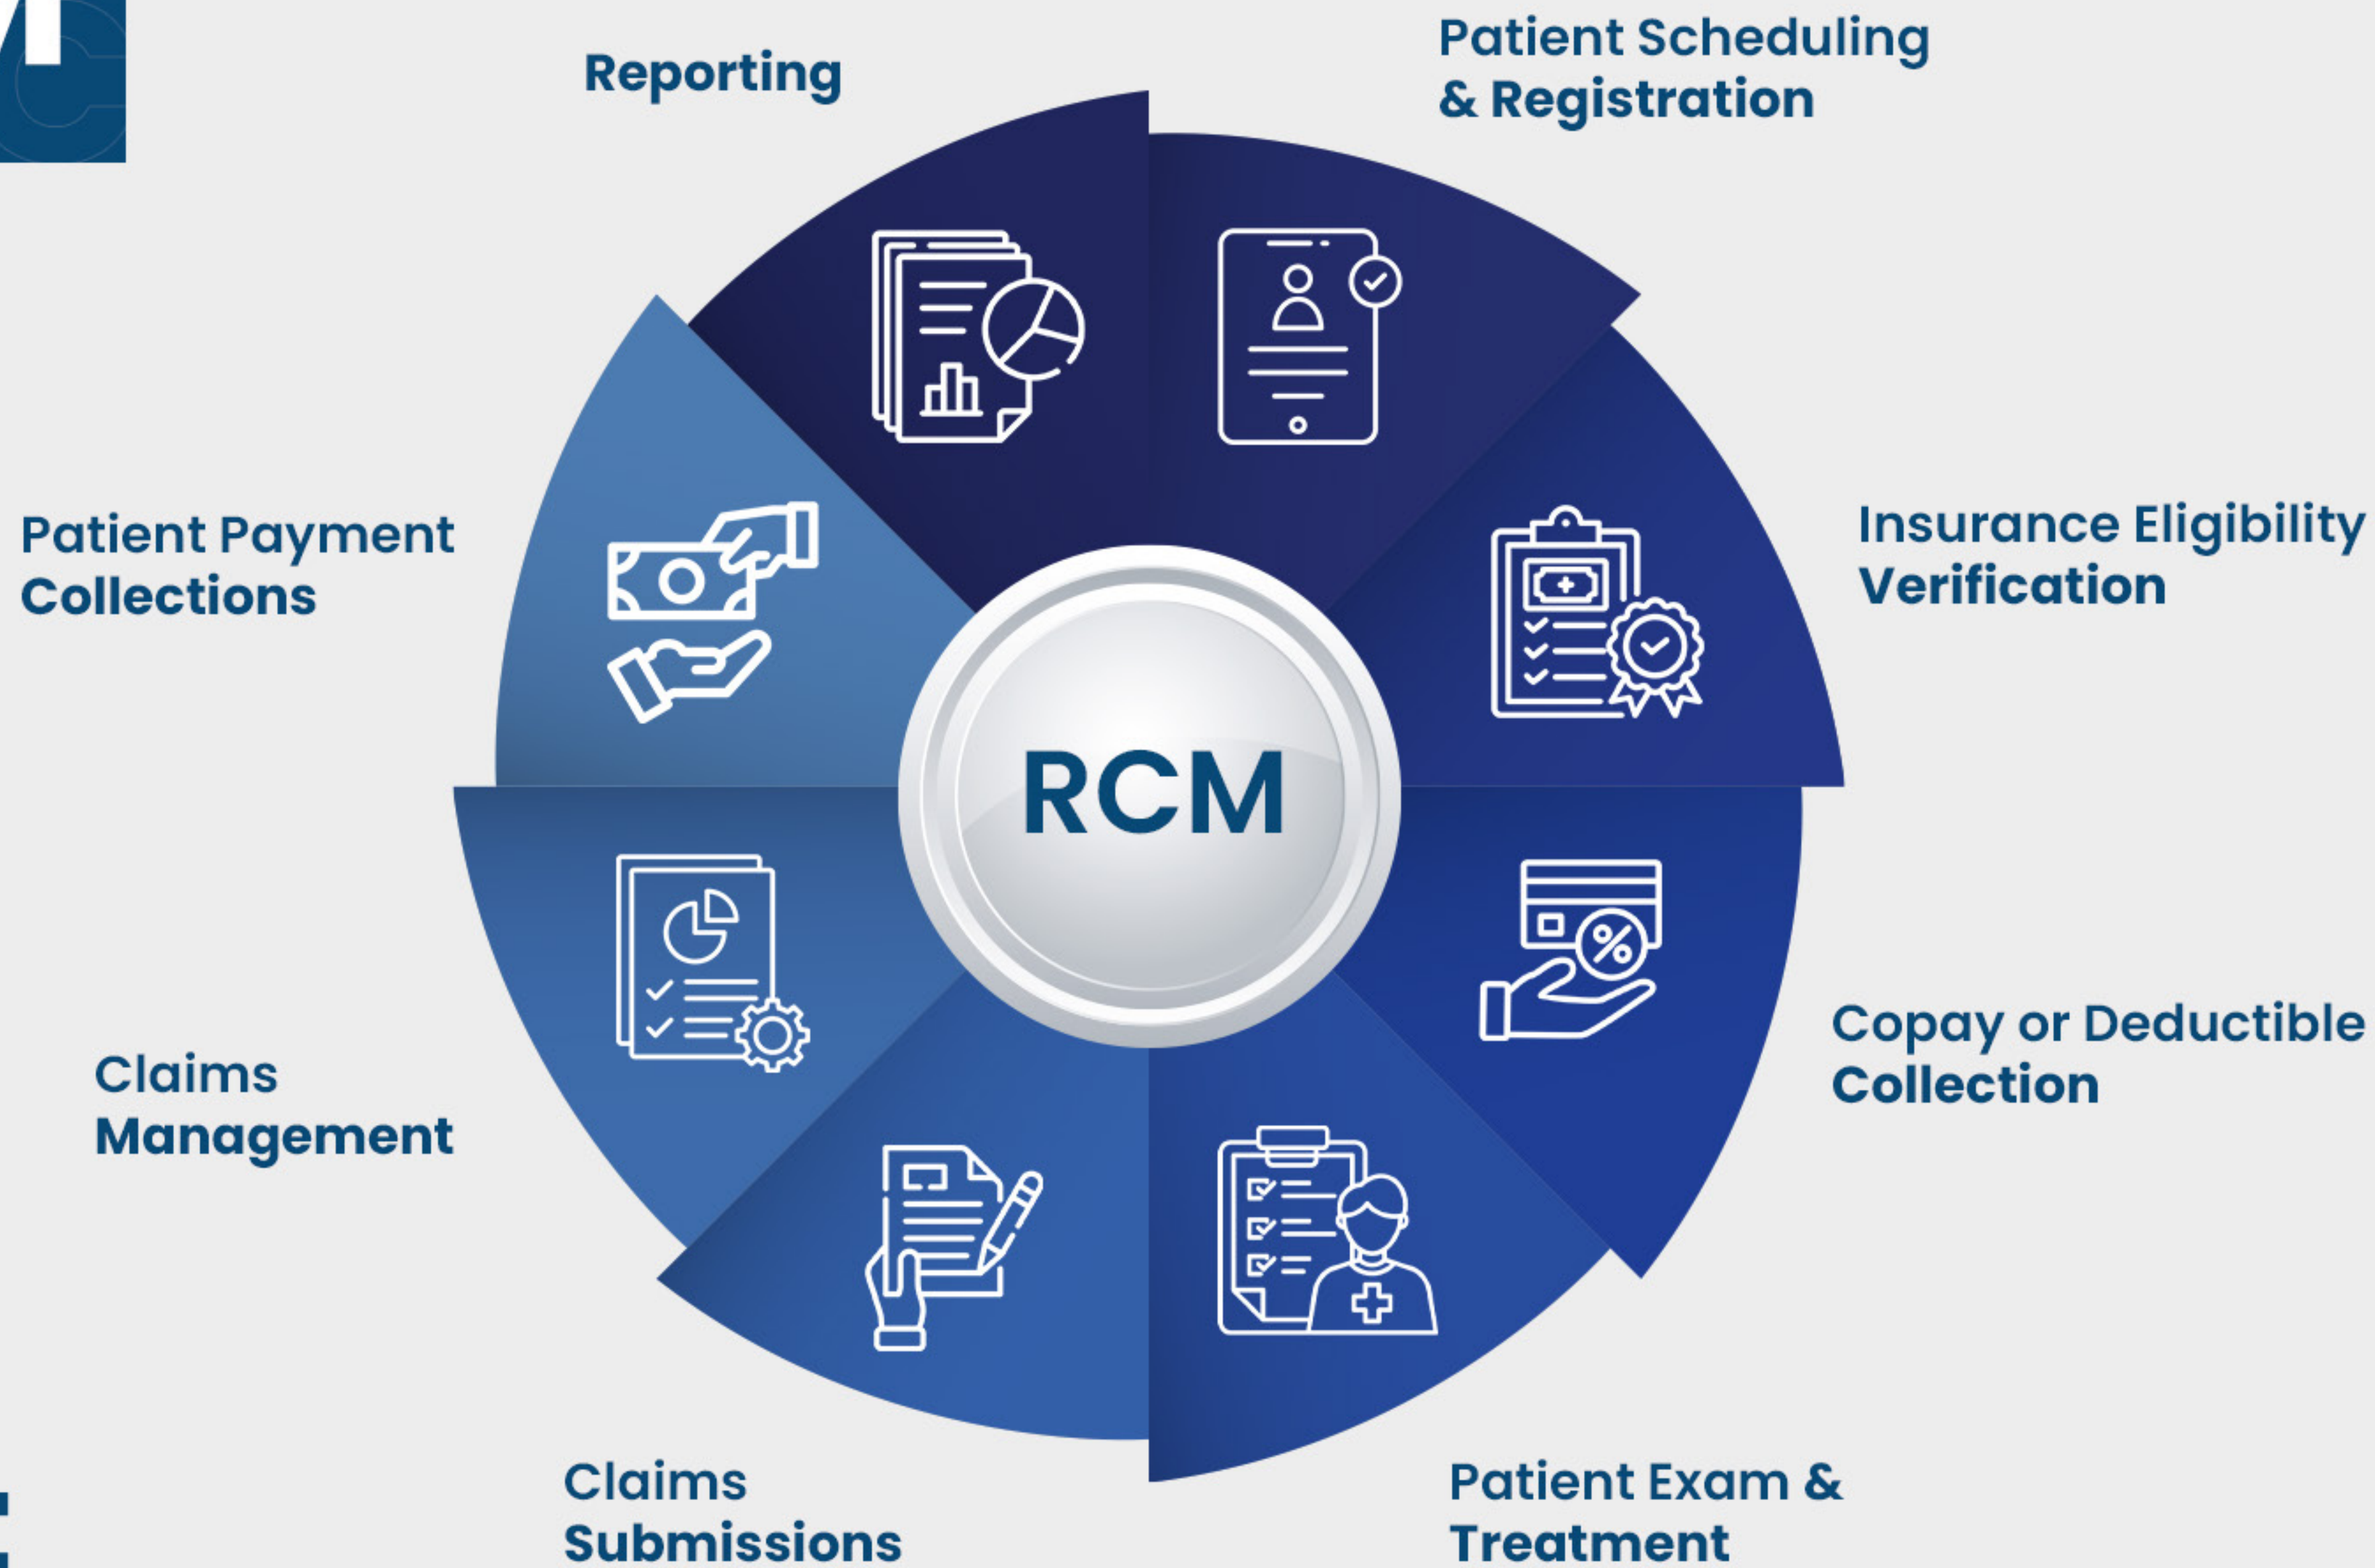 Reporting
Patient Scheduling
& Registration
Insurance Eligibility
Verification
Copay or Deductible
Collection
Patient Exam &
Treatment
Claims
Submissions
Claims
Management
Patient Payment
Collections
RCM